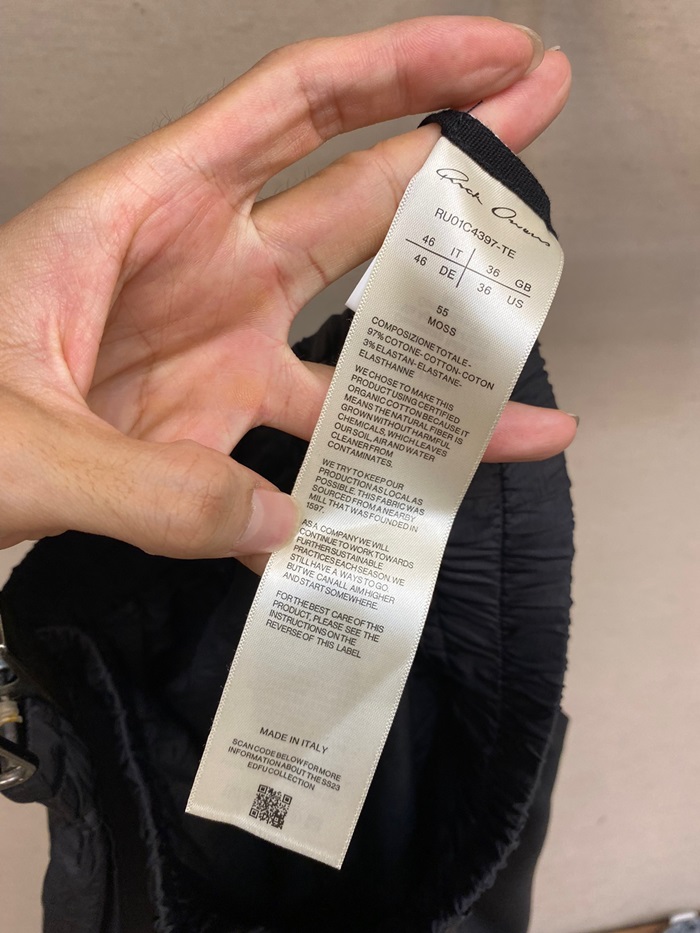 Rick Owens
RU01C4397-TE
46 IT 36 GB
46 DE 36 US
55
MOSS
COMPOSIZIONE TOTALE-
97% COTONE-COTTON-COTON
3% ELASTAN-ELASTANE-
ELASTHANNE
WE CHOSE TO MAKE THIS
PRODUCT USING CERTIFIED
ORGANIC COTTON BECAUSE IT
MEANS THE NATURAL FIBER IS
GROWN WITHOUT HARMFUL
CHEMICALS, WHICH LEAVES
OUR SOIL, AIR AND WATER
CLEANER FROM
CONTAMINATES.
WE TRY TO KEEP OUR
PRODUCTION AS LOCAL AS
POSSIBLE. THIS FABRIC WAS
SOURCED FROM A NEARBY
MILL THAT WAS FOUNDED IN
1597.
AS A COMPANY WE WILL
CONTINUE TO WORK TOWARDS
FURTHER SUSTAINABLE
PRACTICES EACH SEASON. WE
STILL HAVE A WAYS TO GO.
BUT WE CAN ALL AIM HIGHER
AND START SOMEWHERE.
FOR THE BEST CARE OF THIS
PRODUCT, PLEASE SEE THE
INSTRUCTIONS ON THE
REVERSE OF THIS LABEL
MADE IN ITALY
SCAN CODE BELOW FOR MORE
INFORMATION ABOUT THE SS23
EDFU COLLECTION